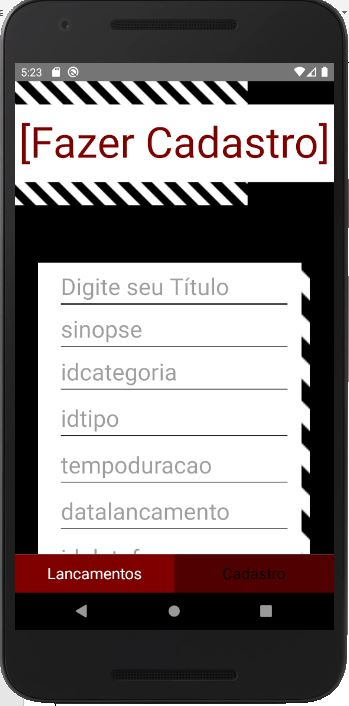 5:23
[Fazer Cadastro]
Digite seu Título
sinopse
idcategoria
idtipo
tempoduracao
datalancamento
Lancamentos
Cadastro